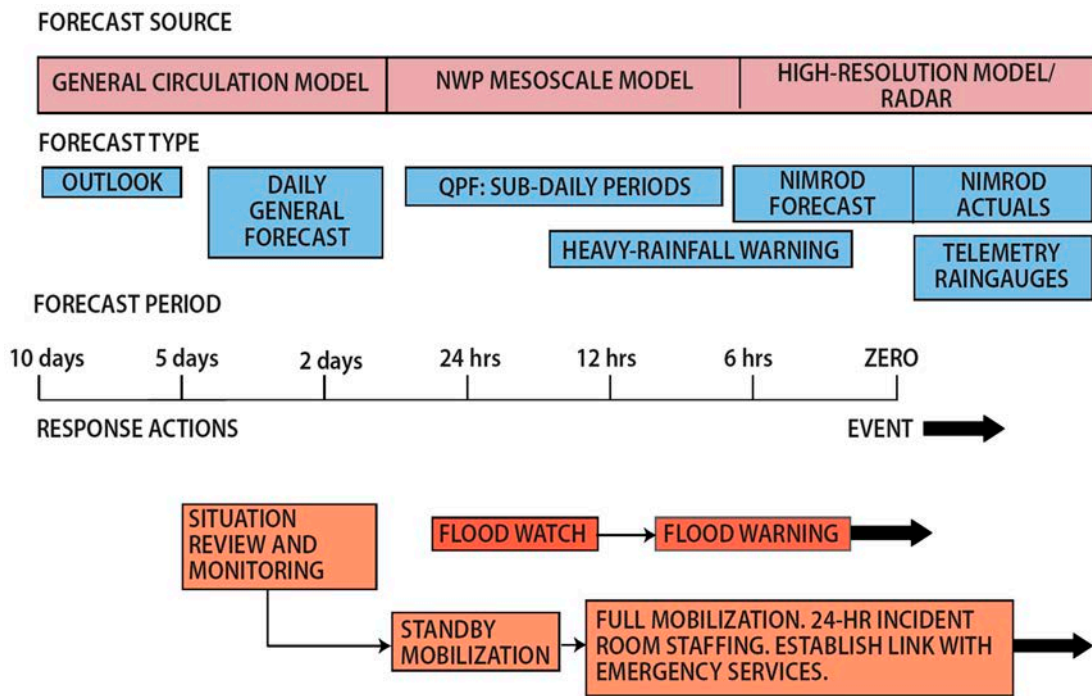 FORECAST SOURCE
GENERAL CIRCULATION MODEL
NWP MESOSCALE MODEL
HIGH-RESOLUTION MODEL/
RADAR
FORECAST TYPE
OUTLOOK
DAILY
GENERAL
FORECAST
QPF: SUB-DAILY PERIODS
HEAVY-RAINFALL WARNING
NIMROD
FORECAST
NIMROD
ACTUALS
TELEMETRY
RAINGAUGES
FORECAST PERIOD
10 days
5 days
2 days
24 hrs
12 hrs
6 hrs
ZERO
RESPONSE ACTIONS
EVENT
SITUATION
REVIEW AND
MONITORING
FLOOD WATCH
FLOOD WARNING
STANDBY
MOBILIZATION
FULL MOBILIZATION. 24-HR INCIDENT
ROOM STAFFING. ESTABLISH LINK WITH
EMERGENCY SERVICES.